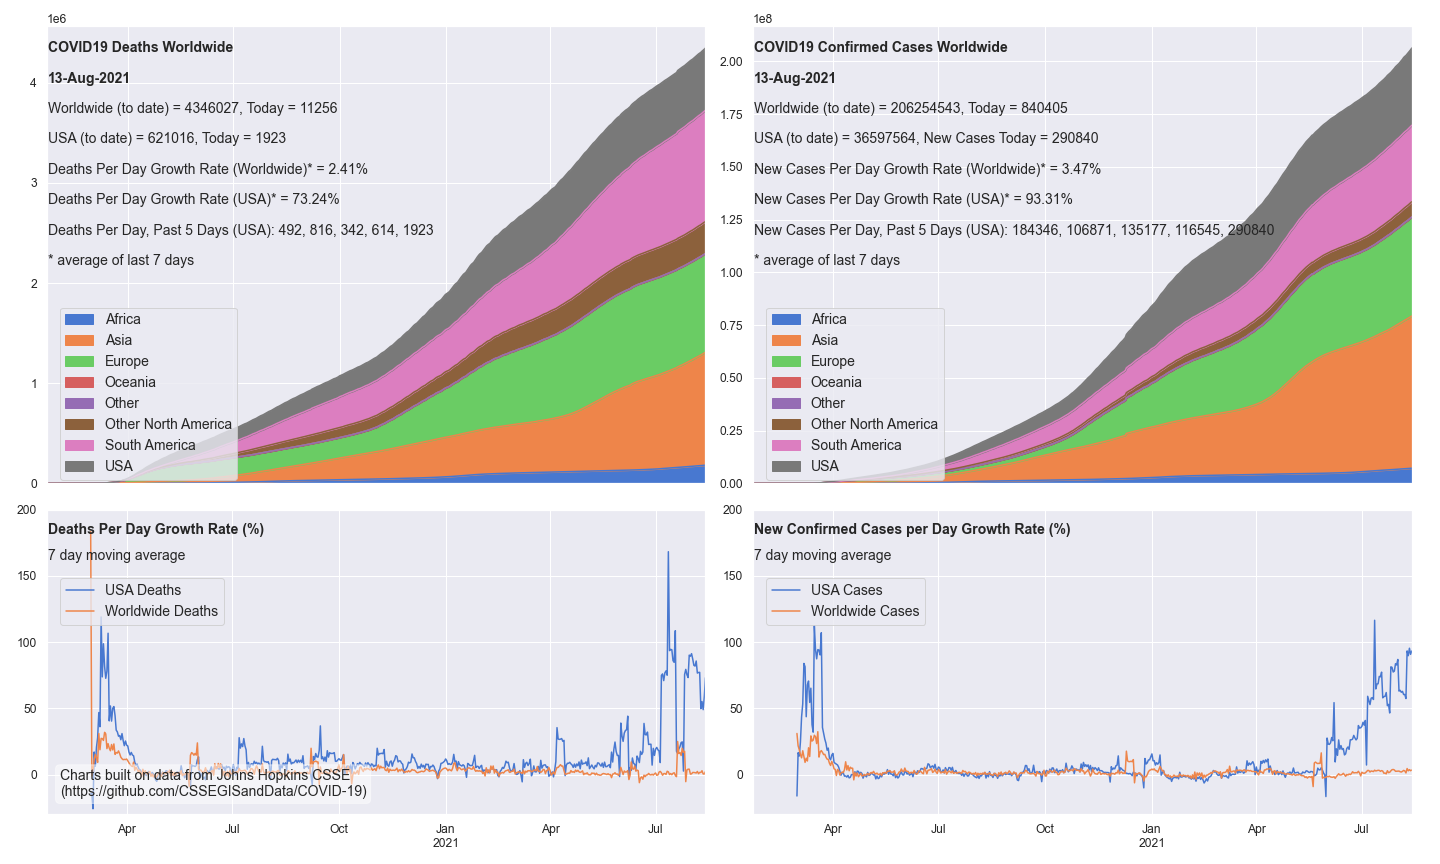 1e6
COVID19 Deaths Worldwide
13-Aug-2021
Worldwide (to date) = 4346027, Today = 11256
USA (to date) = 621016, Today = 1923
Deaths Per Day Growth Rate (Worldwide)* = 2.41%
Deaths Per Day Growth Rate (USA)* = 73.24%
Deaths Per Day, Past 5 Days (USA): 492, 816, 342, 614, 1923
* average of last 7 days
4
3
2
1
0
Africa
Asia
Europe
Oceania
Other
Other North America
South America
USA
1e8
COVID19 Confirmed Cases Worldwide
13-Aug-2021
Worldwide (to date) = 206254543, Today = 840405
USA (to date) = 36597564, New Cases Today = 290840
New Cases Per Day Growth Rate (Worldwide)* = 3.47%
New Cases Per Day Growth Rate (USA)* = 93.31%
New Cases Per Day, Past 5 Days (USA): 184346, 106871, 135177, 116545, 290840
* average of last 7 days
2.00
1.75
1.50
1.25
1.00
0.75
0.50
0.25
0.00
Africa
Asia
Europe
Oceania
Other
Other North America
South America
USA
Deaths Per Day Growth Rate (%)
7 day moving average
USA Deaths
Worldwide Deaths
200
150
100
50
0
Charts built on data from Johns Hopkins CSSE
(https://github.com/CSSEGISandData/COVID-19)
Apr Jul Oct Jan Apr Jul
2021
New Confirmed Cases per Day Growth Rate (%)
7 day moving average
USA Cases
Worldwide Cases
200
150
100
50
0
Apr Jul Oct Jan Apr Jul
2021